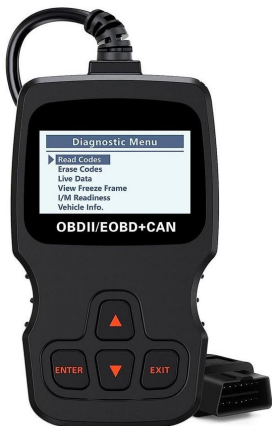 Diagnostic Menu
Read Codes
Erase Codes
Live Data
View Freeze Frame
I/M Readiness
Vehicle Info.
OBDII/EOBD+CAN
ENTER
EXIT